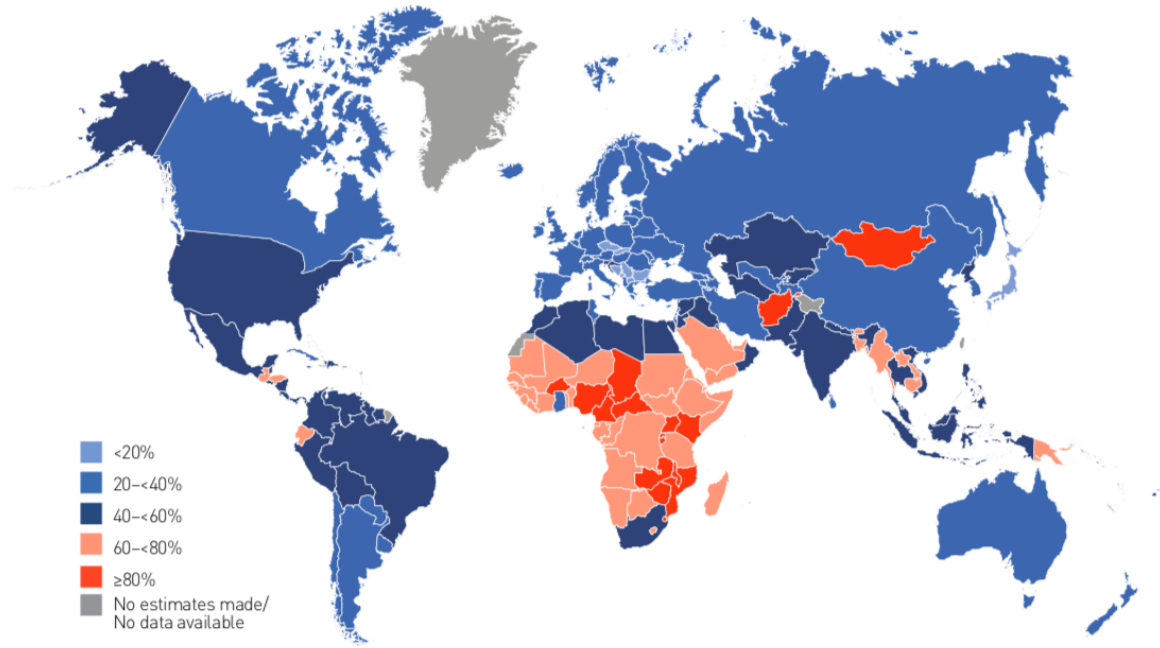 <20%
20–<40%
40–<60%
60–<80%
≥80%
No estimates made/
No data available